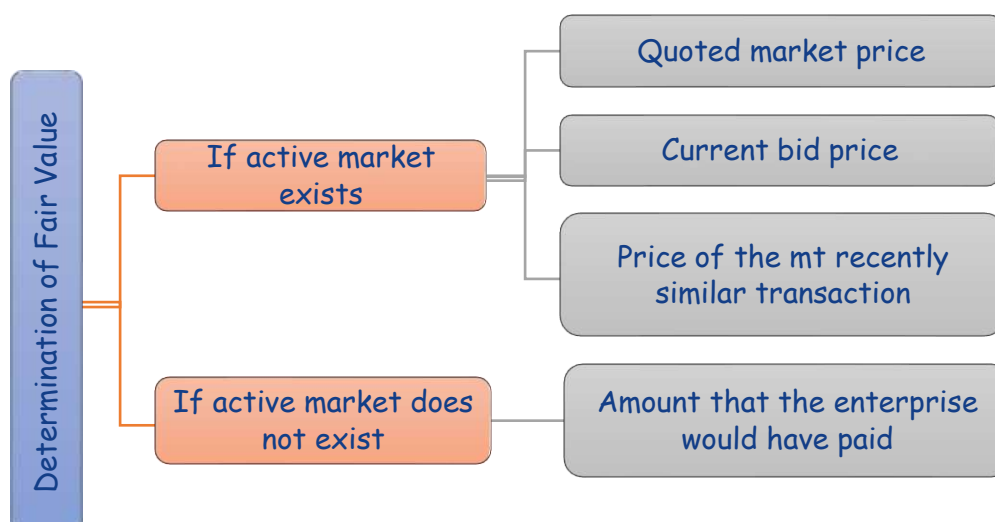 Determination of Fair Value
If active market
exists
Quoted market price
Current bid price
Price of the mt recently
similar transaction
If active market does
not exist
Amount that the enterprise
would have paid